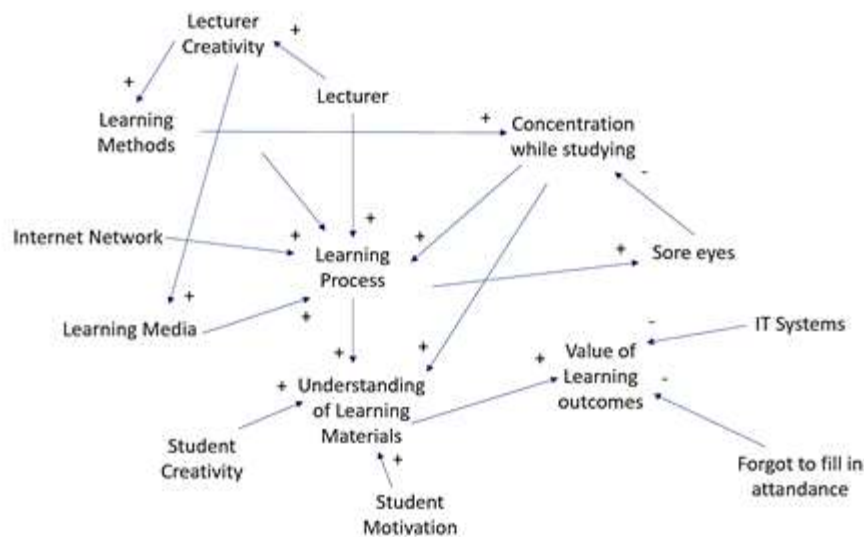 Lecturer
Creativity
+
+
Lecturer
Learning
Methods
+
Concentration
while studying
-
Internet Network
+
+
+
Learning
Process
+
Sore eyes
Learning Media
+
+
-
IT Systems
+
+
+
Value of
Learning
outcomes
-
+
Understanding
of Learning
Materials
Student
Creativity
+
Student
Motivation
Forgot to fill in
attandance